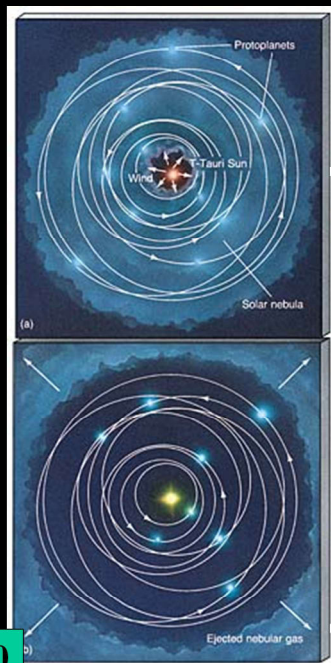 Protoplanets
T-Tauri Sun
Wind
Solar nebula
(a)
Ejected nebular gas
b)